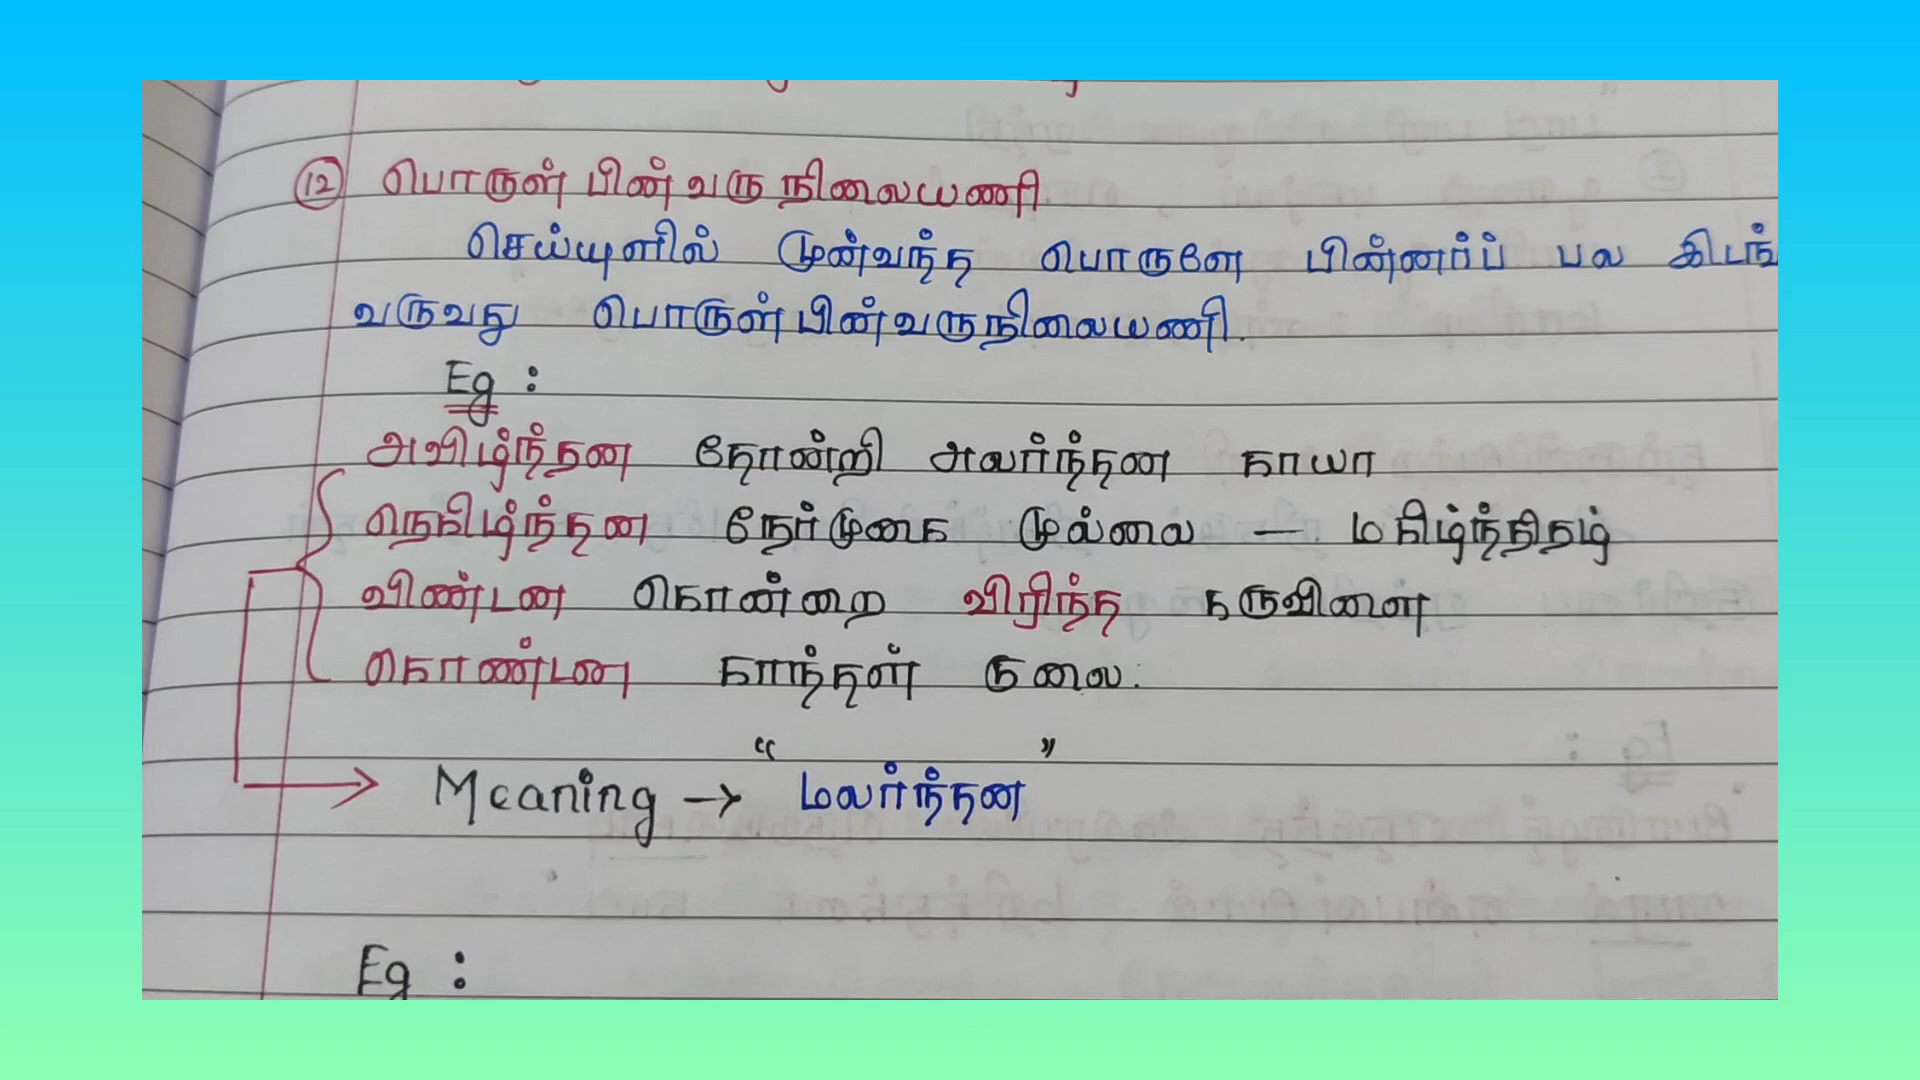 12 பொருள் பின் வரு நிலையணி
செய்யுளில் முன்வந்த பொருளே பின்னர்ப் பல
வருவது பொருள் பின்வருநிலையணி.
Eg :
அவிழ்ந்தன தோன்றி அலர்ந்தன காயா
நெகிழ்ந்தன நேர்முகை முல்லை – மகிழ்ந்திதழ்
விண்டன கொன்றை விரிந்த கருவிளை
கொண்டன காந்தள் குலை.
Meaning → "மலர்ந்தன"
Eg :